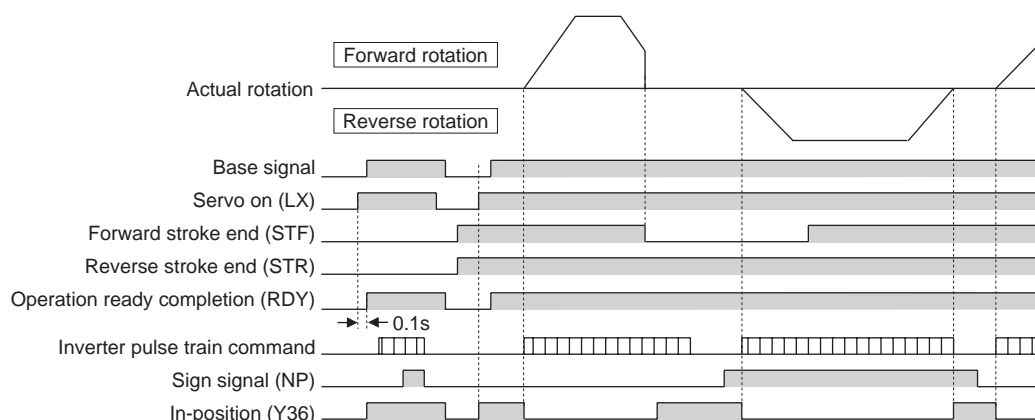 Forward rotation
Actual rotation
Reverse rotation
Base signal
Servo on (LX)
Forward stroke end (STF)
Reverse stroke end (STR)
Operation ready completion (RDY)
0.1s
Inverter pulse train command
Sign signal (NP)
In-position (Y36)